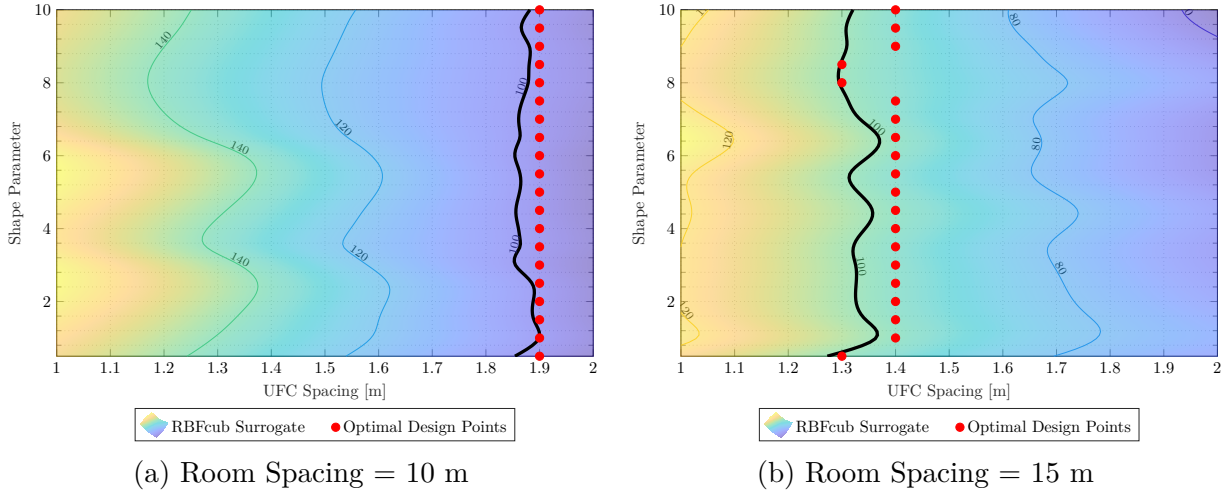 10
8
6
4
2
Shape Parameter
140
120
100
140
140
120
100
1 1.1 1.2 1.3 1.4 1.5 1.6 1.7 1.8 1.9 2
UFC Spacing [m]
RBFcub Surrogate Optimal Design Points
(a) Room Spacing = 10 m
10
8
6
4
2
Shape Parameter
80
100
120
80
100
80
120
1 1.1 1.2 1.3 1.4 1.5 1.6 1.7 1.8 1.9 2
UFC Spacing [m]
RBFcub Surrogate Optimal Design Points
(b) Room Spacing = 15 m